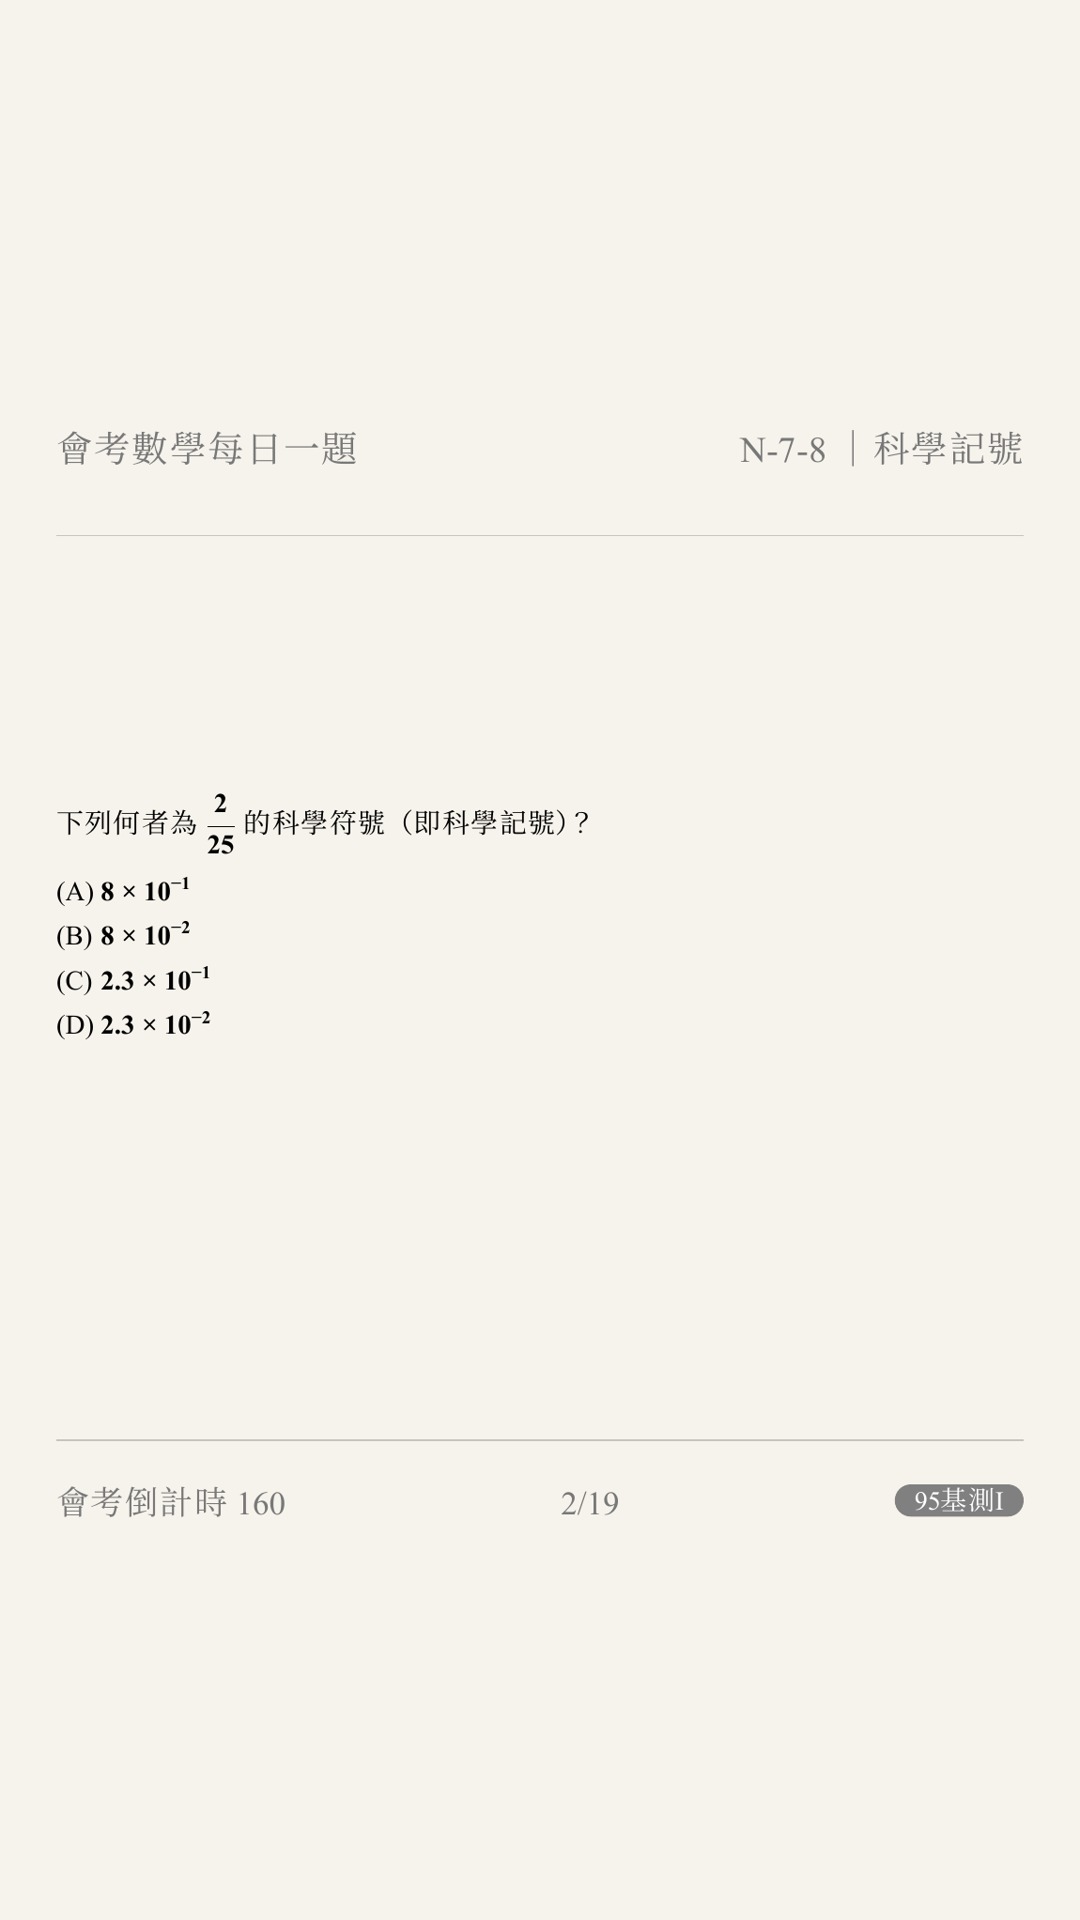 會考數學每日一題
N-7-8｜科學記號
下列何者為 2/25 的科學符號（即科學記號）？
(A) 8 × 10⁻¹
(B) 8 × 10⁻²
(C) 2.3 × 10⁻¹
(D) 2.3 × 10⁻²
會考倒計時 160
2/19
95基測I